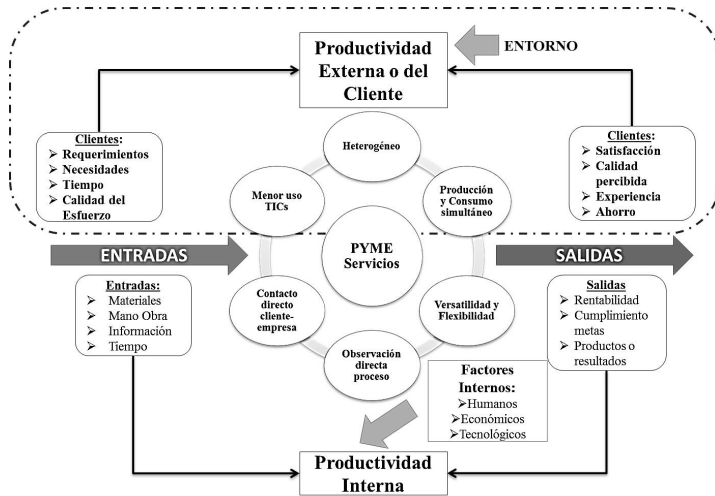 Productividad
Externa o del
Cliente
ENTORNO
Clientes:
Requerimientos
Necesidades
Tiempo
Calidad del
Esfuerzo
Heterogéneo
Clientes:
Satisfacción
Calidad
percibida
Experiencia
Ahorro
Menor uso
TICs
Producción
y Consumo
simultáneo
ENTRADAS
PYME
Servicios
SALIDAS
Entradas:
Materiales
Mano Obra
Información
Tiempo
Contacto
directo
cliente-
empresa
Versatilidad y
Flexibilidad
Salidas
Rentabilidad
Cumplimiento
metas
Productos o
resultados
Observación
directa
proceso
Factores
Internos:
Humanos
Económicos
Tecnológicos
Productividad
Interna